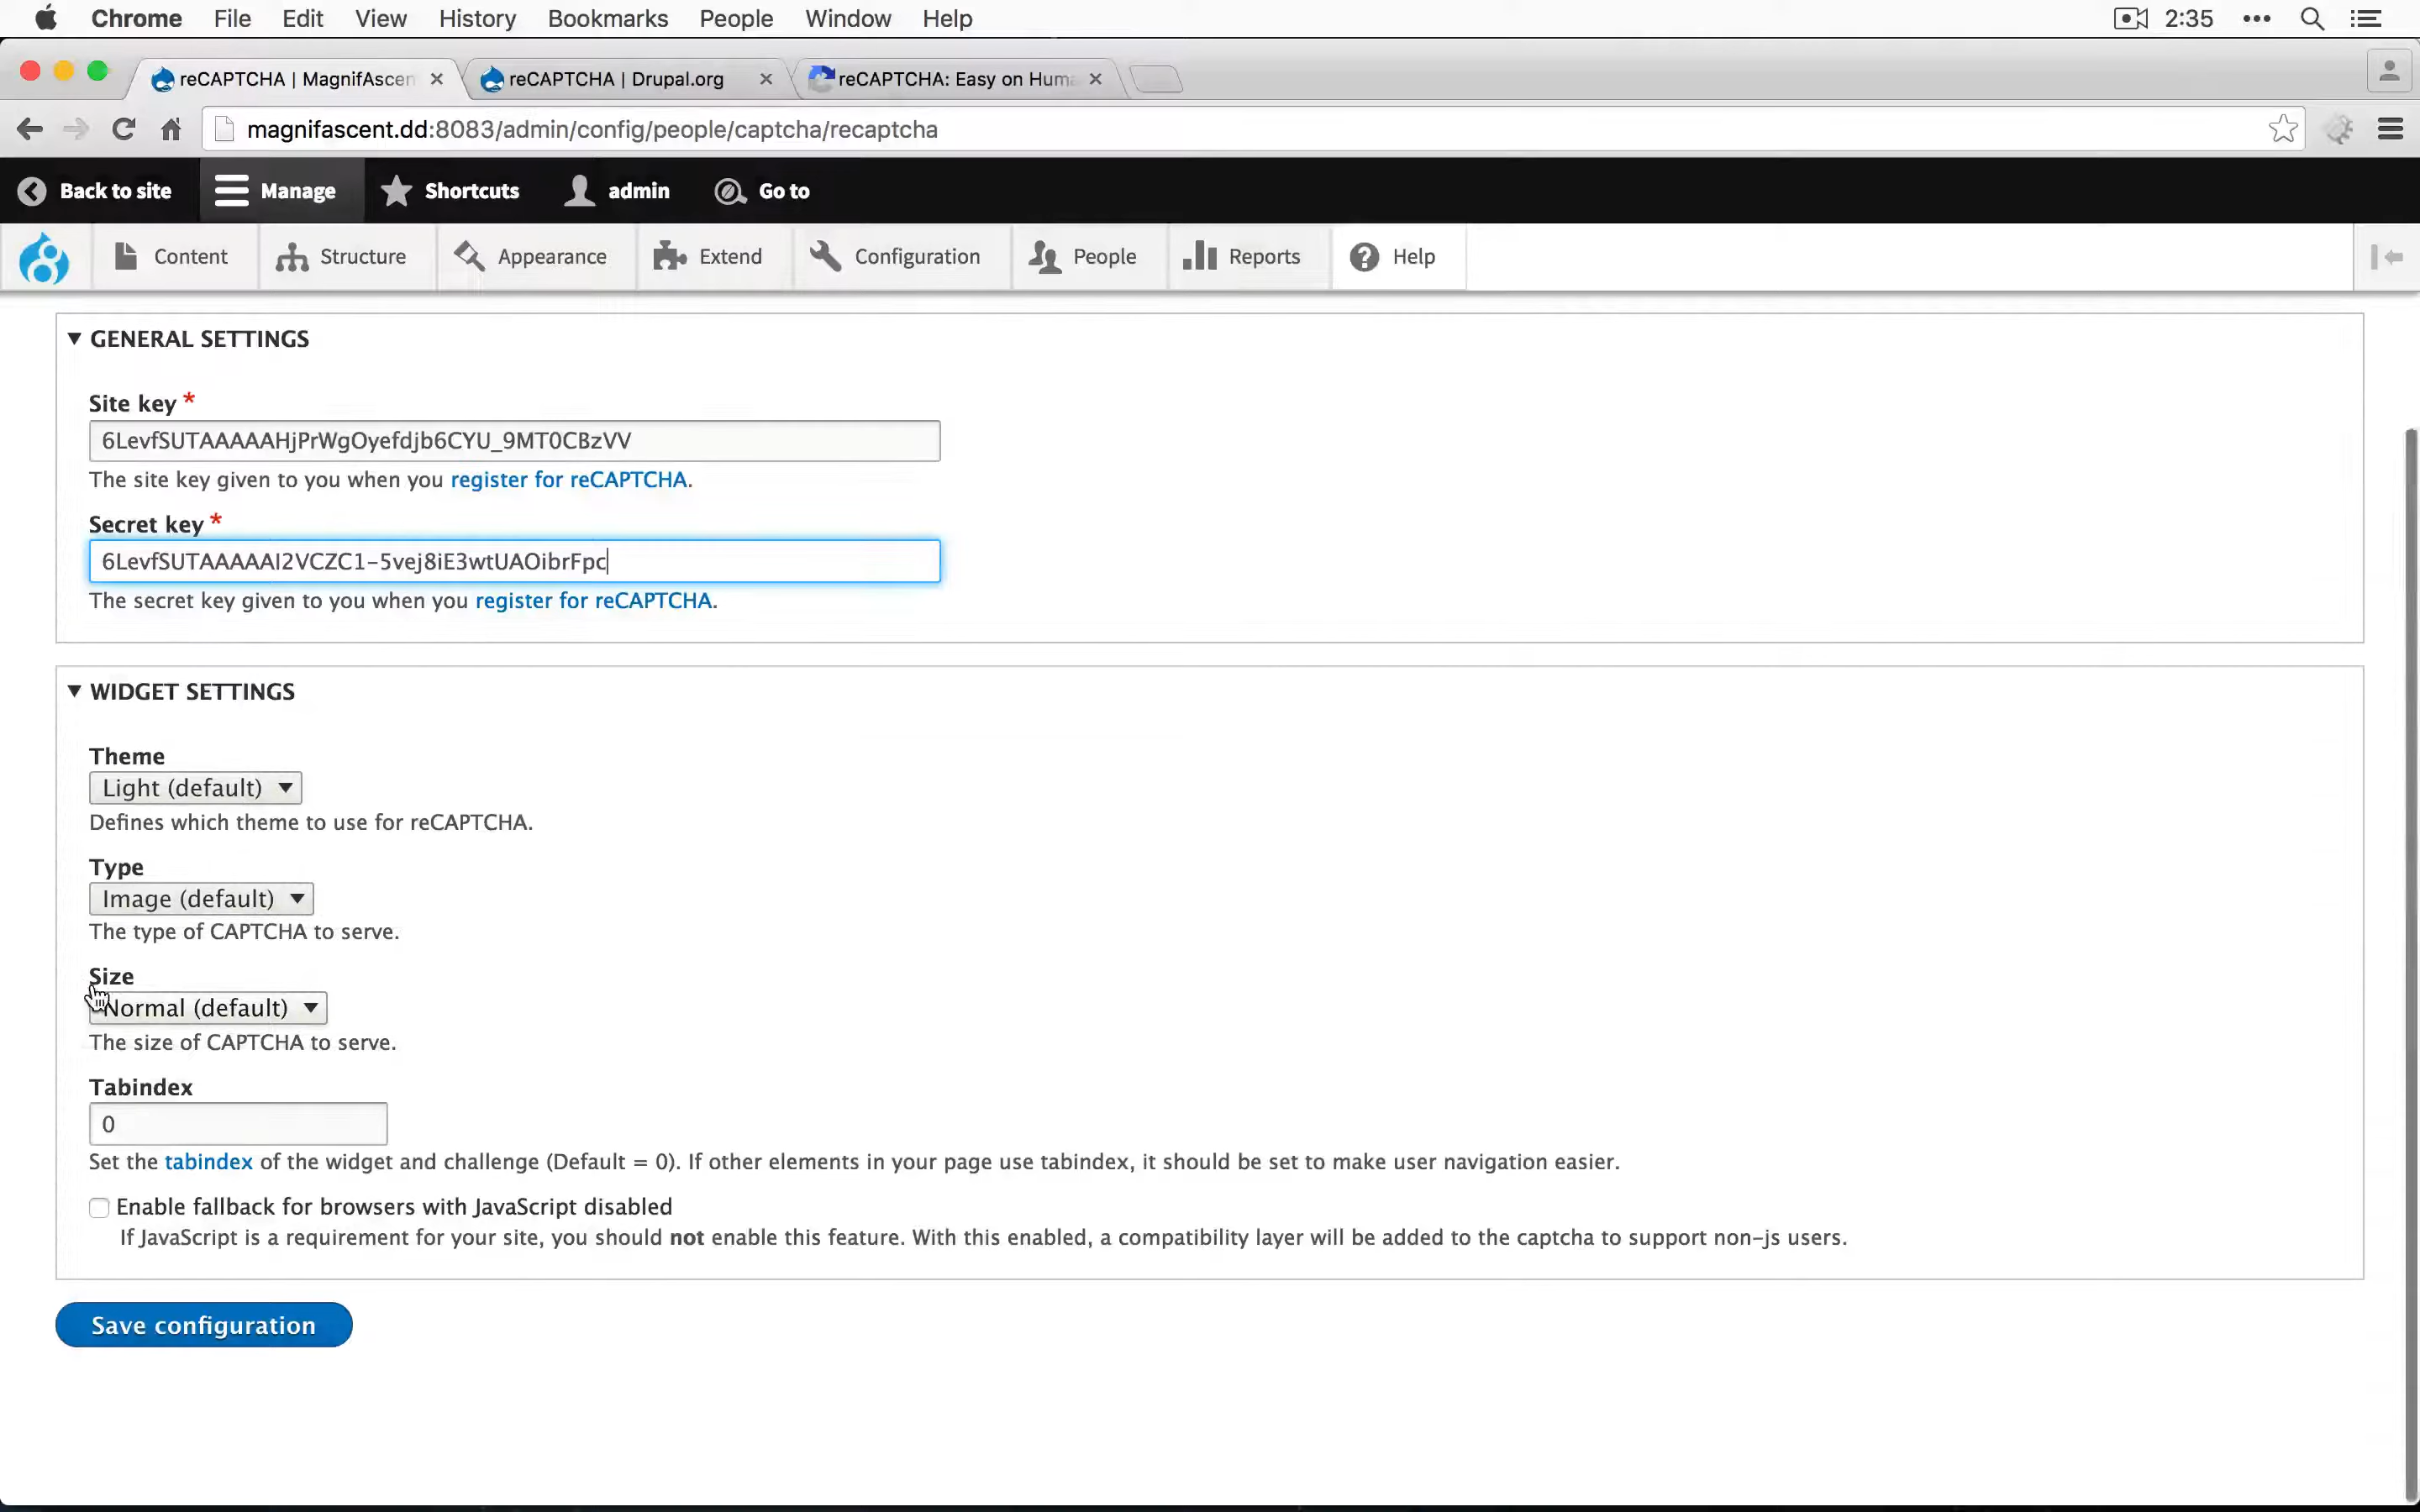 Chrome File Edit View History Bookmarks People Window Help 2:35
reCAPTCHA | MagnifAscen reCAPTCHA | Drupal.org reCAPTCHA: Easy on Huma
magnifascent.dd:8083/admin/config/people/captcha/recaptcha
Back to site Manage Shortcuts admin Go to
Content Structure Appearance Extend Configuration People Reports Help
GENERAL SETTINGS
Site key *
6LevfSUTAAAAAHjPrWgOyefdjb6CYU_9MT0CBzVV
The site key given to you when you register for reCAPTCHA.
Secret key *
6LevfSUTAAAAAI2VCZC1-5vej8iE3wtUAOibrFpc
The secret key given to you when you register for reCAPTCHA.
WIDGET SETTINGS
Theme
Light (default)
Defines which theme to use for reCAPTCHA.
Type
Image (default)
The type of CAPTCHA to serve.
Size
Normal (default)
The size of CAPTCHA to serve.
Tabindex
0
Set the tabindex of the widget and challenge (Default = 0). If other elements in your page use tabindex, it should be set to make user navigation easier.
Enable fallback for browsers with JavaScript disabled
If JavaScript is a requirement for your site, you should not enable this feature. With this enabled, a compatibility layer will be added to the captcha to support non-js users.
Save configuration